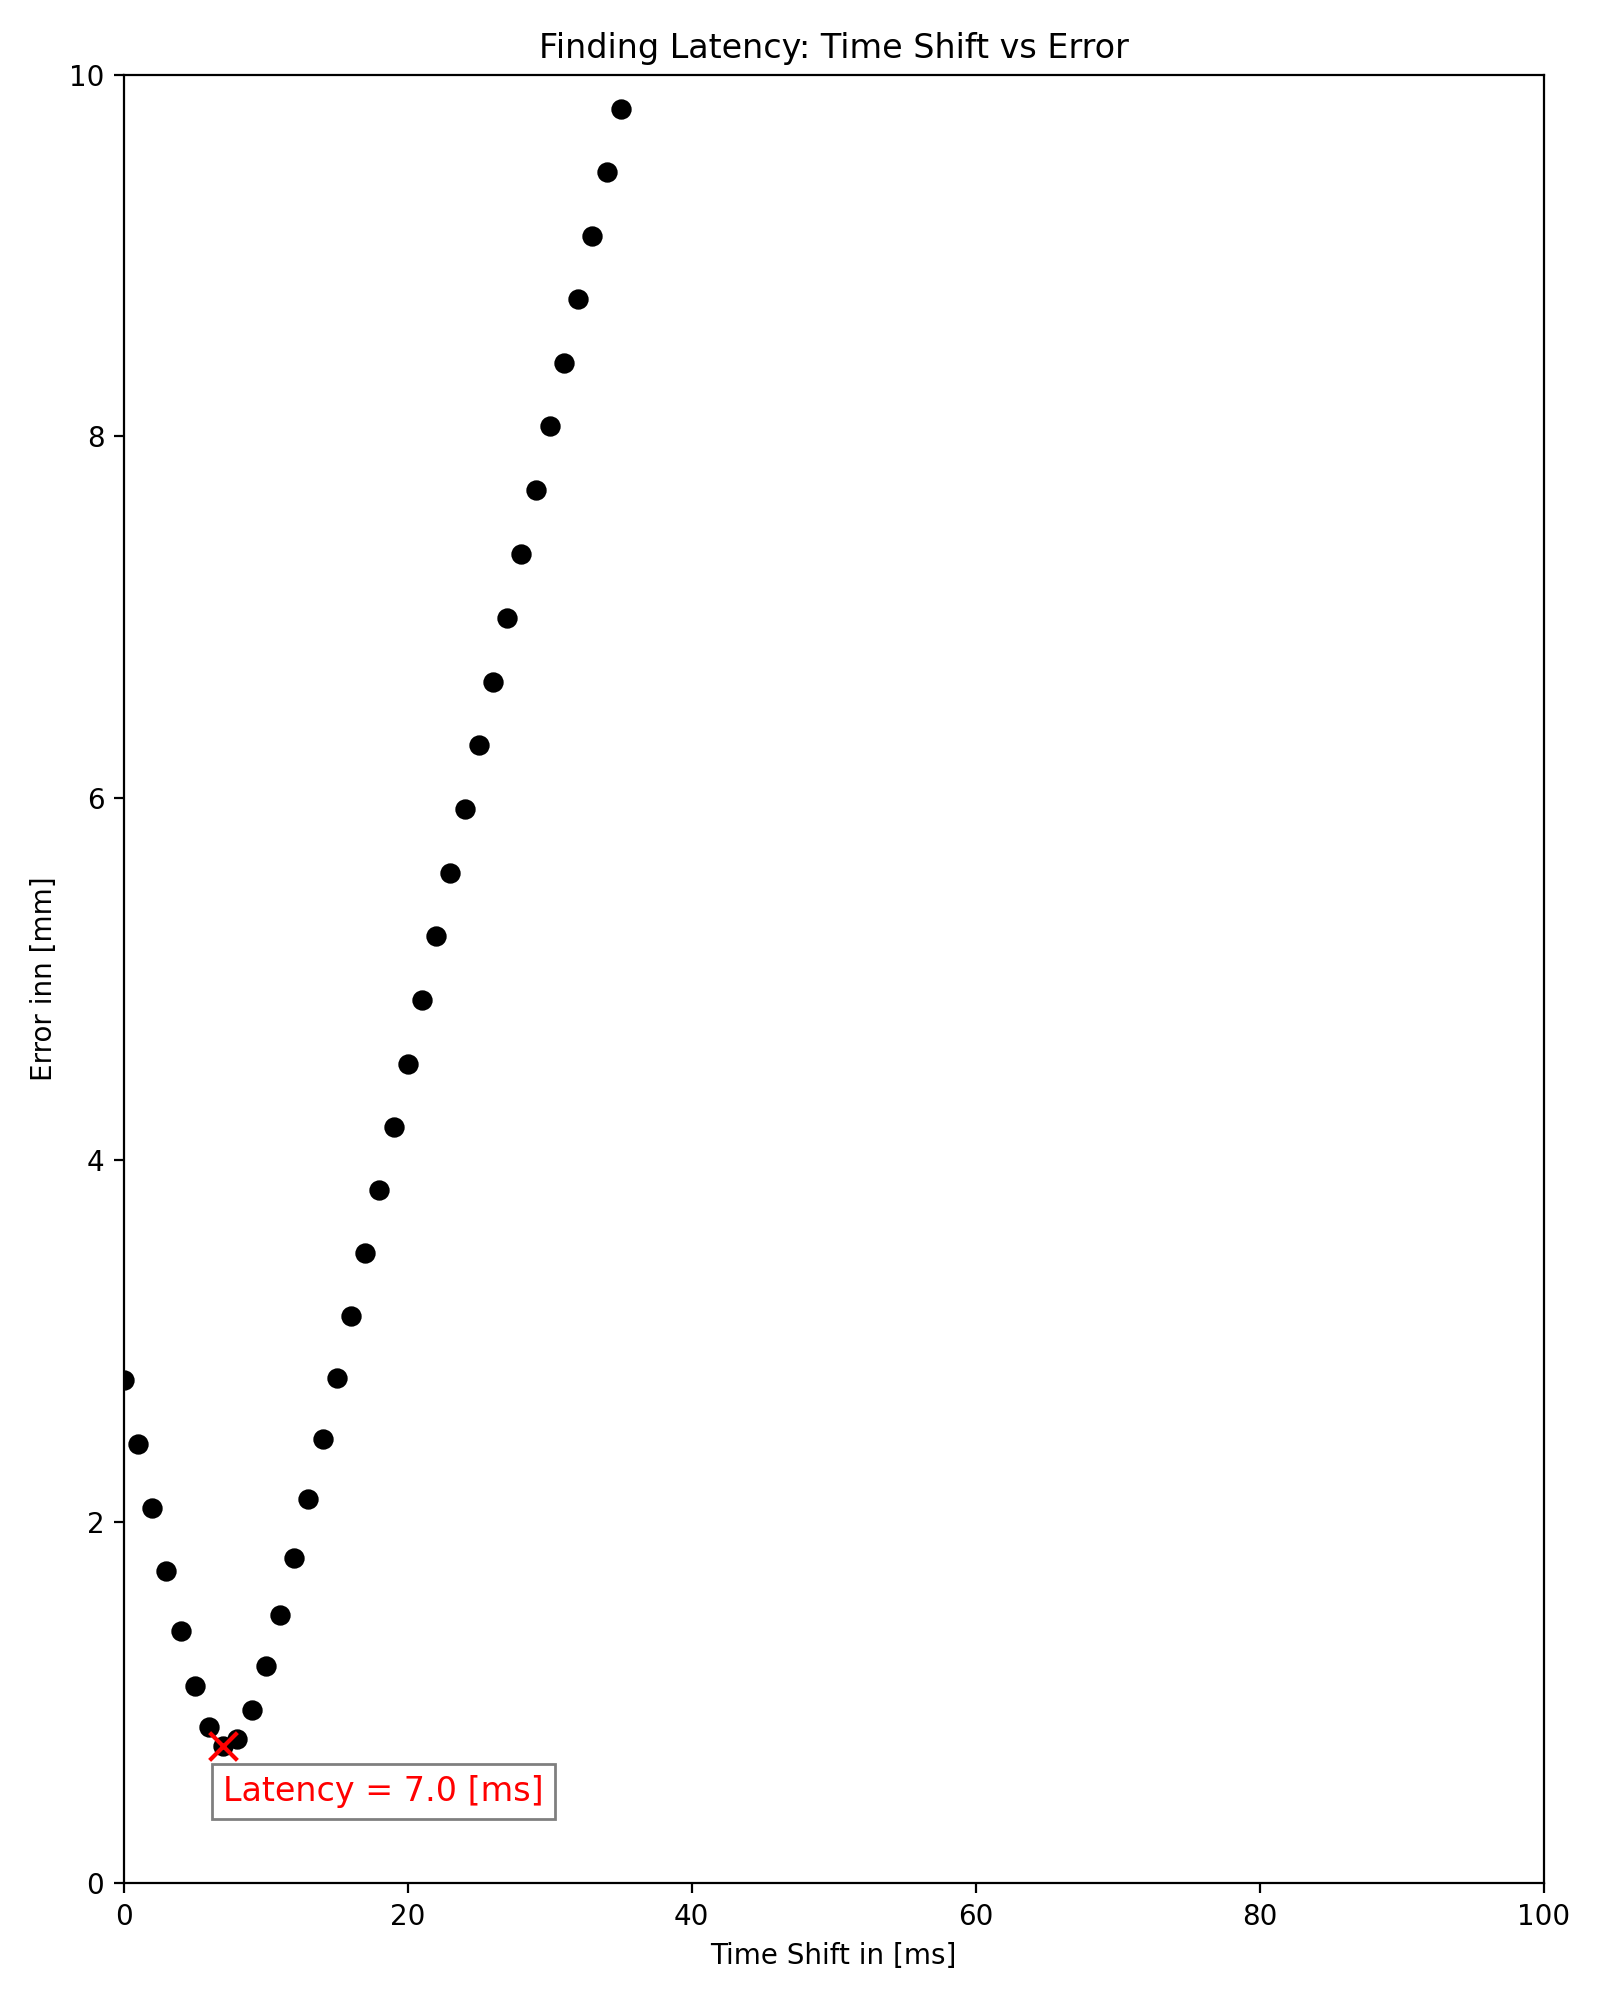 Finding Latency: Time Shift vs Error
10
8
6
4
2
0
Error inn [mm]
Latency = 7.0 [ms]
0 20 40 60 80 100
Time Shift in [ms]